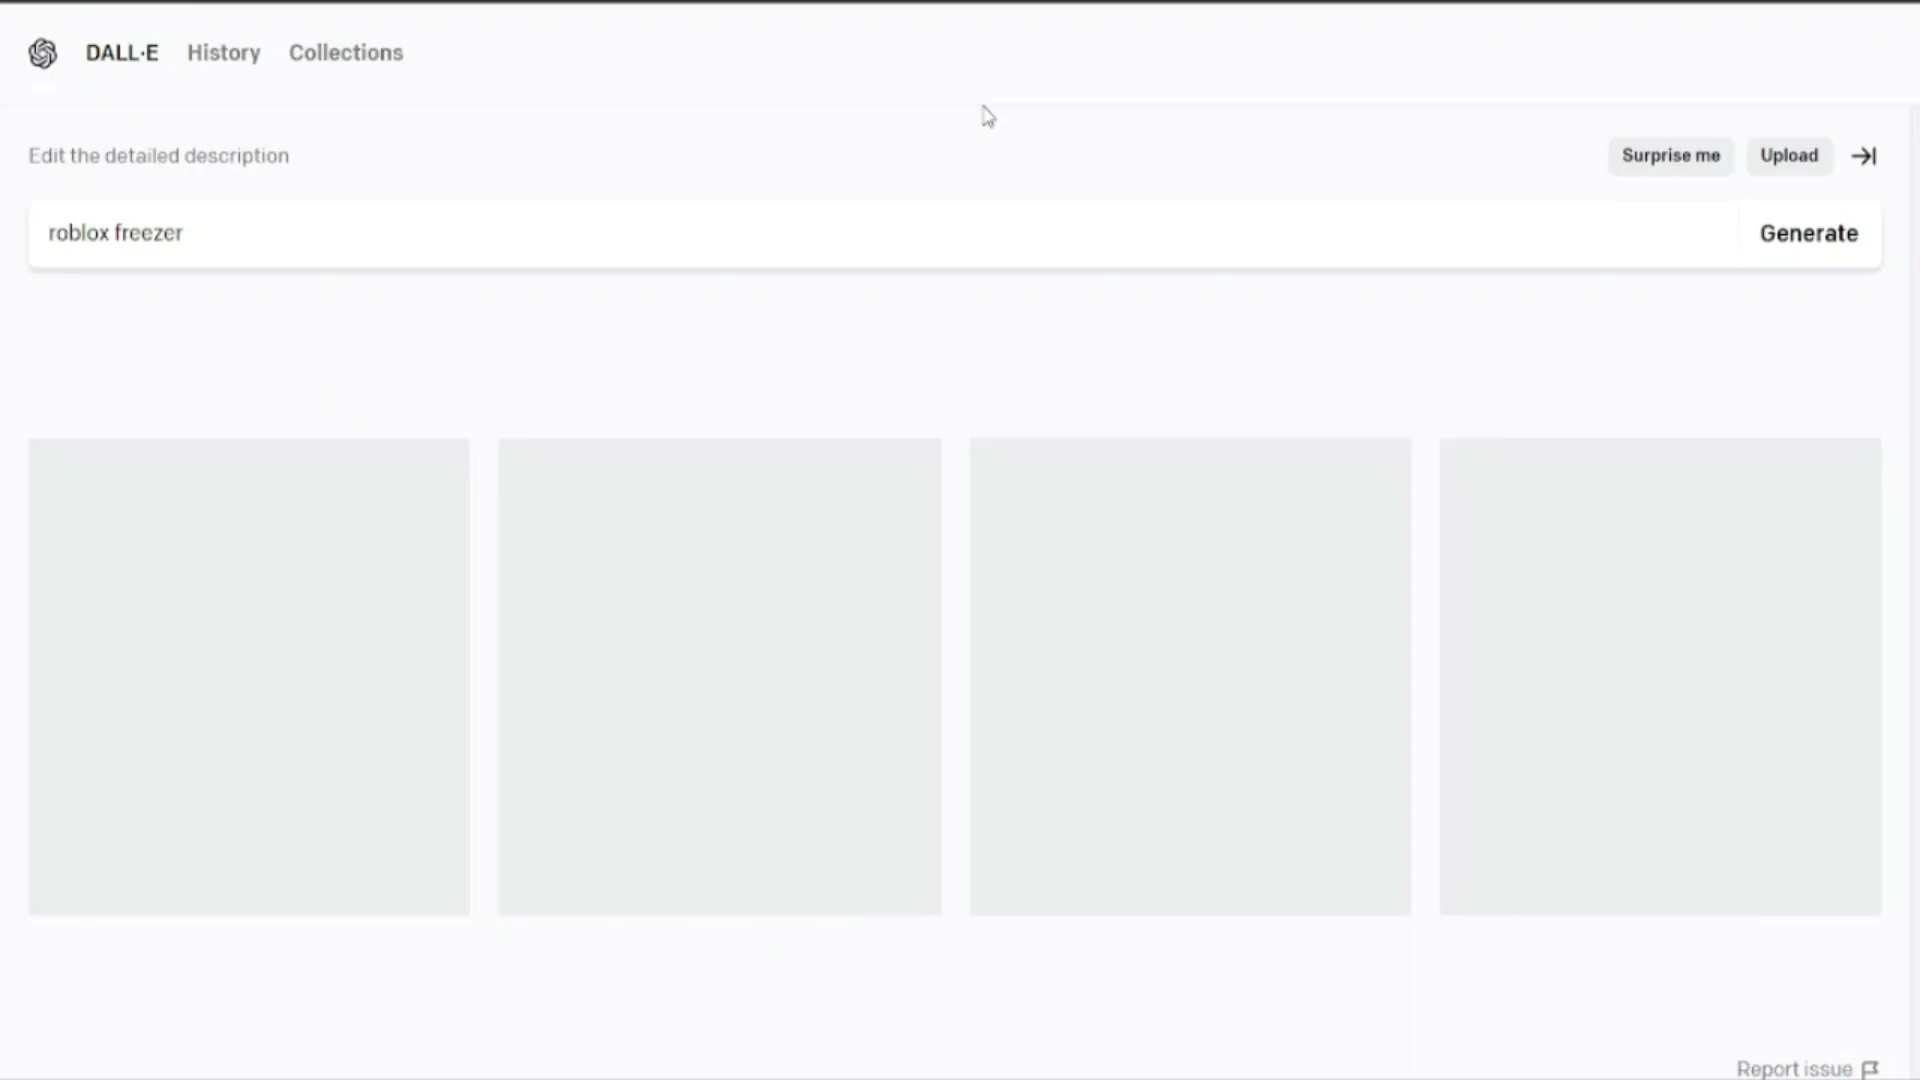 DALL·E History Collections
Edit the detailed description
Surprise me
Upload
roblox freezer
Generate
Report issue